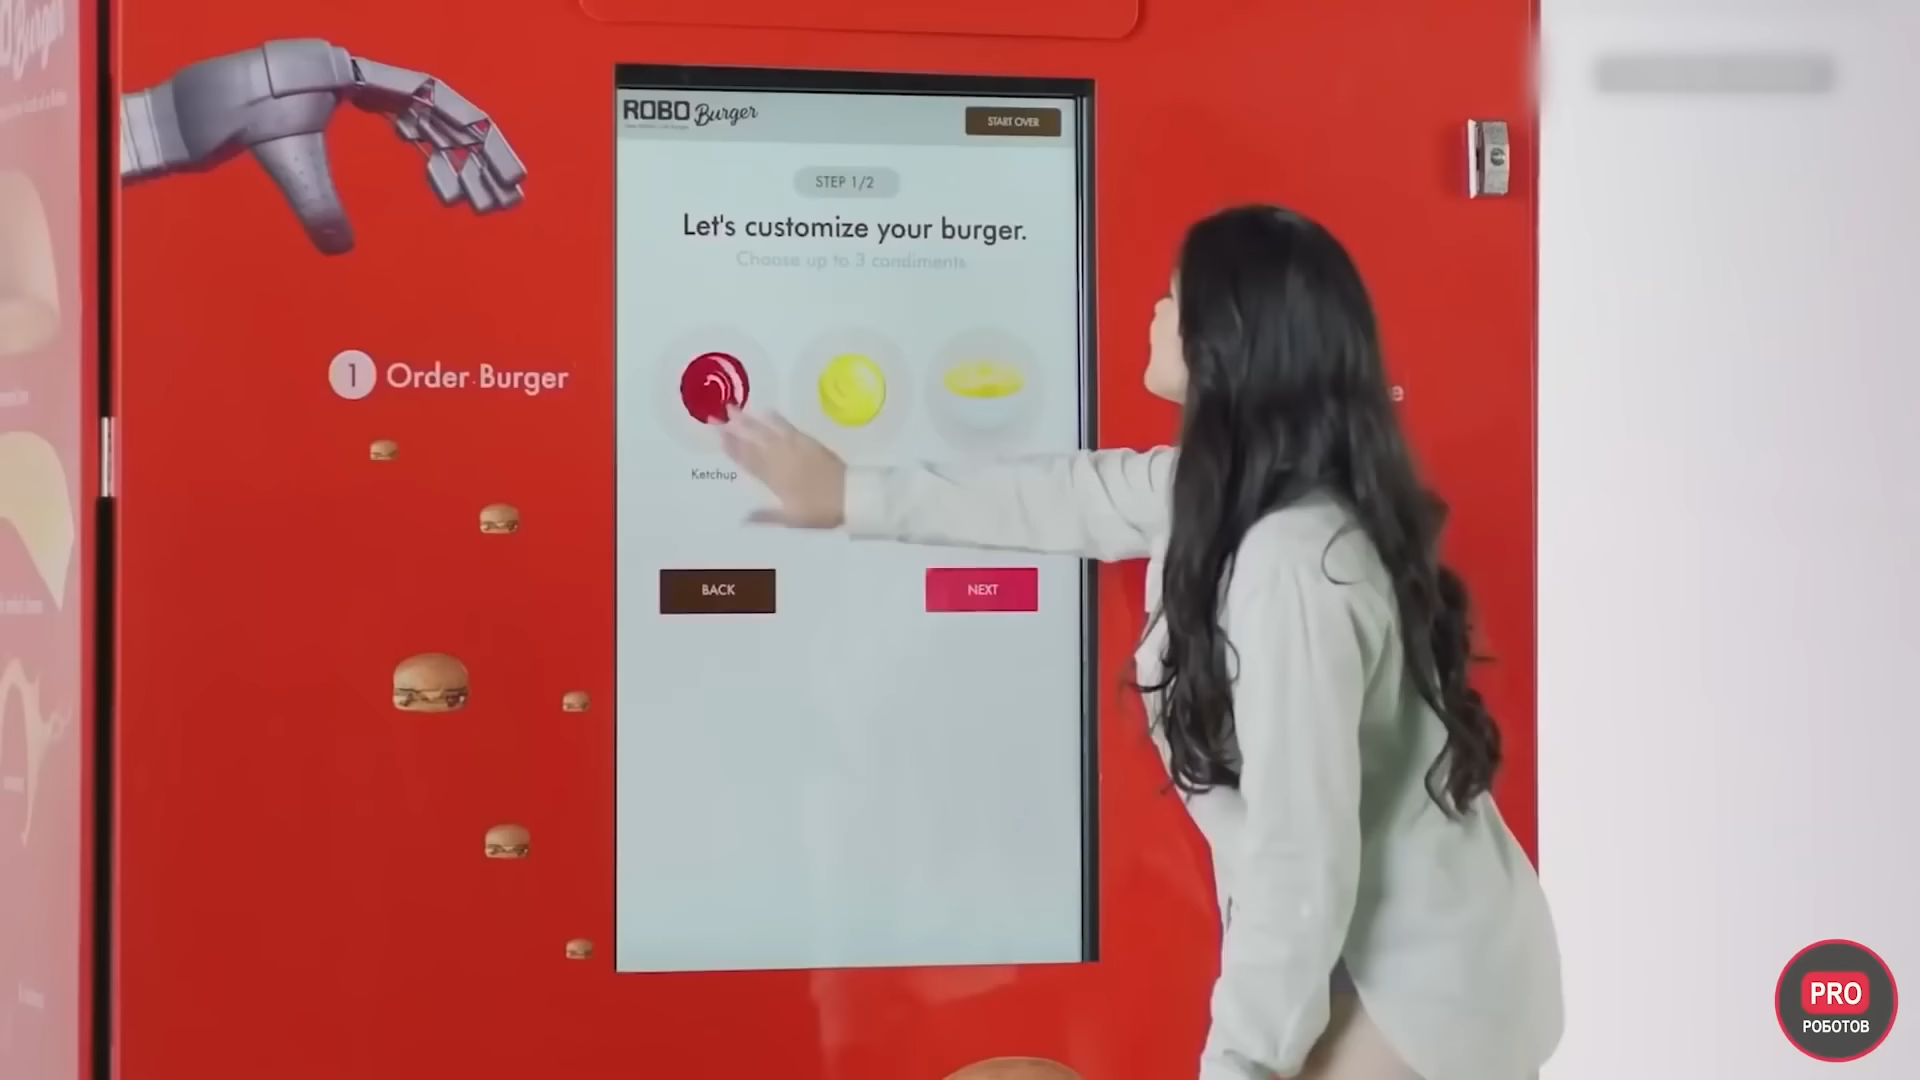 ROBO Burger
START OVER
STEP 1/2
Let's customize your burger.
Choose up to 3 condiments.
1 Order Burger
Ketchup
BACK
NEXT
PRO
РОБОТОВ